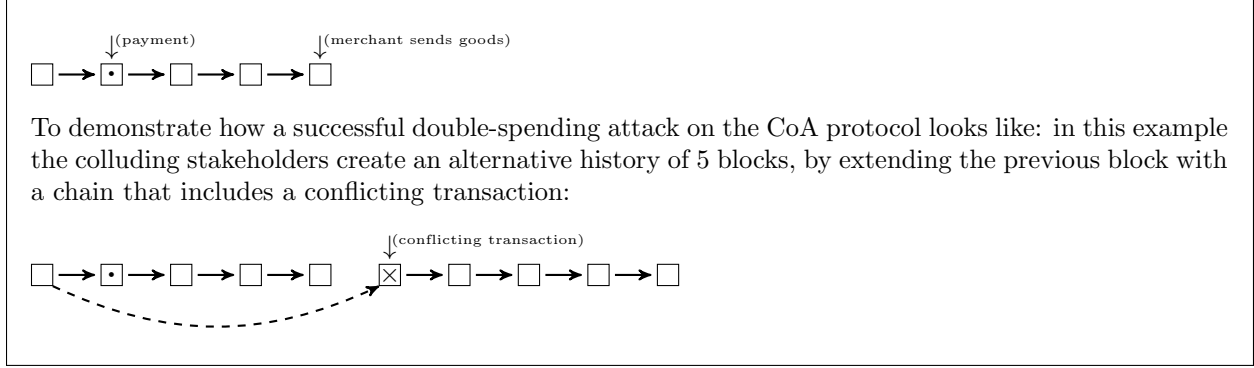 (payment) (merchant sends goods)
To demonstrate how a successful double-spending attack on the CoA protocol looks like: in this example
the colluding stakeholders create an alternative history of 5 blocks, by extending the previous block with
a chain that includes a conflicting transaction:
(conflicting transaction)